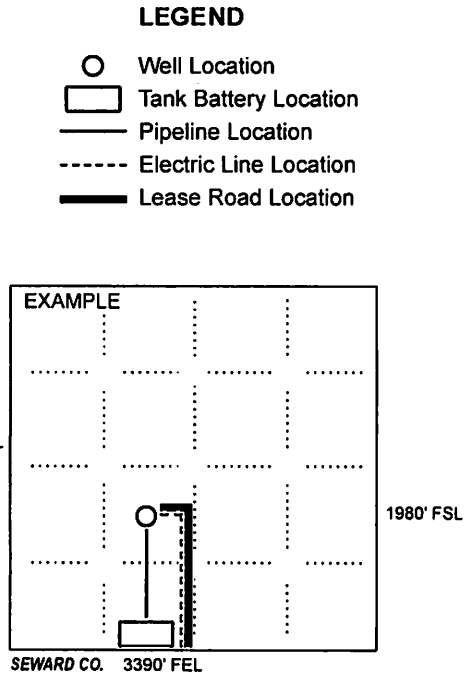 LEGEND
Well Location
Tank Battery Location
Pipeline Location
Electric Line Location
Lease Road Location
EXAMPLE
1980' FSL
SEWARD CO. 3390' FEL